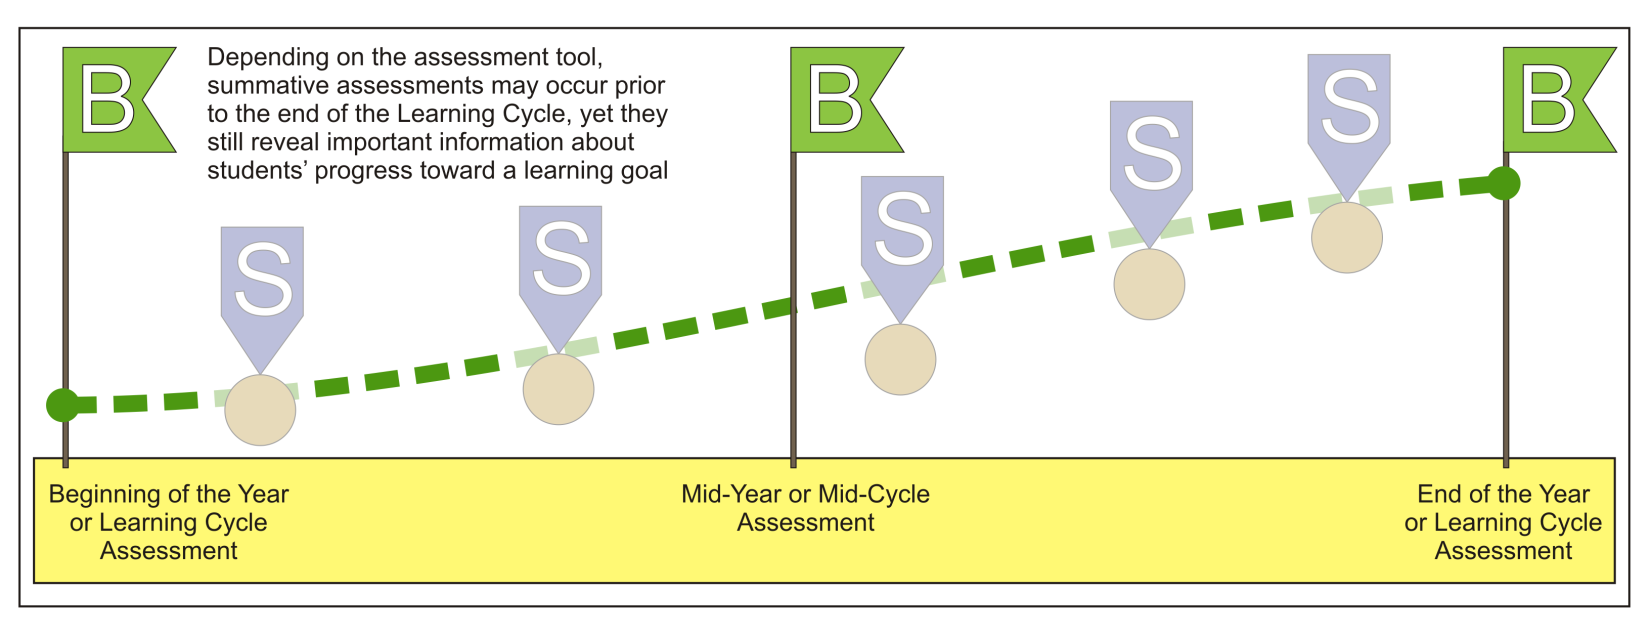 B
Depending on the assessment tool,
summative assessments may occur prior
to the end of the Learning Cycle, yet they
still reveal important information about
students’ progress toward a learning goal
B
B
S
S
S
S
S
Beginning of the Year
or Learning Cycle
Assessment
Mid-Year or Mid-Cycle
Assessment
End of the Year
or Learning Cycle
Assessment